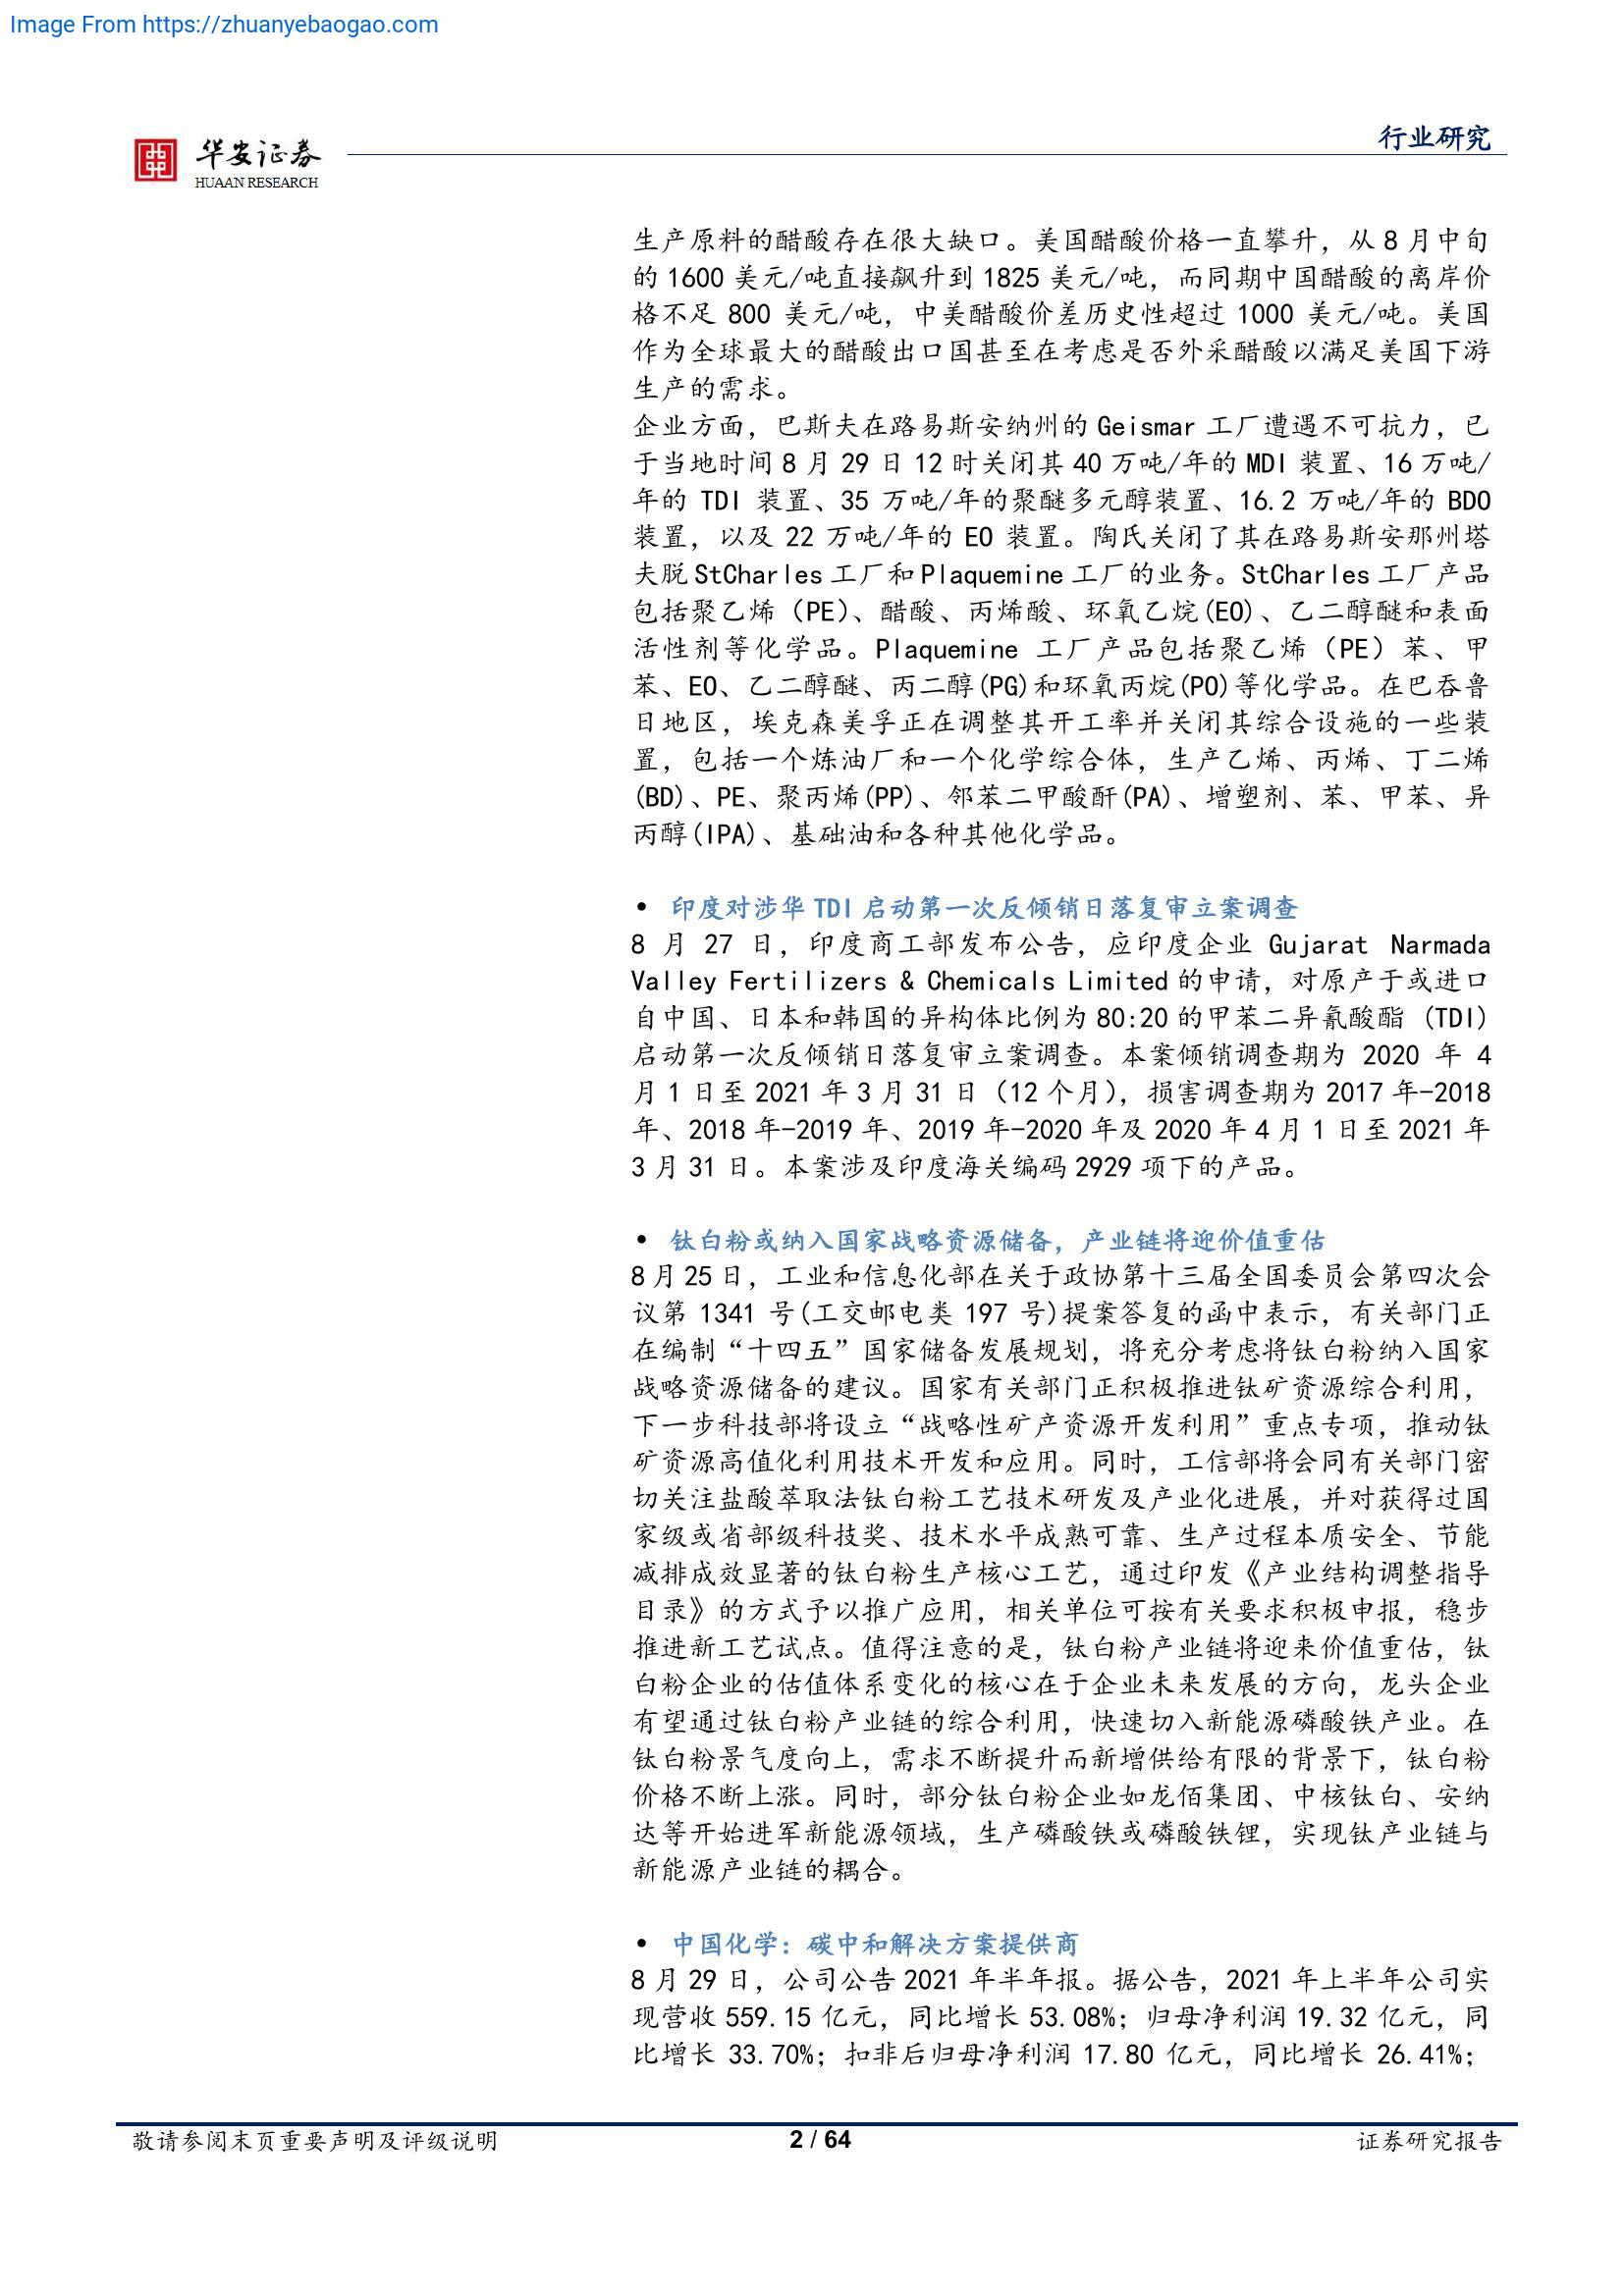 Image From https://zhuanyebaogao.com
华安证券
HUAAN RESEARCH
行业研究
生产原料的醋酸存在很大缺口。美国醋酸价格一直攀升，从 8 月中旬
的 1600 美元/吨直接飙升到 1825 美元/吨，而同期中国醋酸的离岸价
格不足 800 美元/吨，中美醋酸价差历史性超过 1000 美元/吨。美国
作为全球最大的醋酸出口国甚至在考虑是否外采醋酸以满足美国下游
生产的需求。
企业方面，巴斯夫在路易斯安纳州的 Geismar 工厂遭遇不可抗力，已
于当地时间 8 月 29 日 12 时关闭其 40 万吨/年的 MDI 装置、16 万吨/
年的 TDI 装置、35 万吨/年的聚醚多元醇装置、16.2 万吨/年的 BDO
装置，以及 22 万吨/年的 EO 装置。陶氏关闭了其在路易斯安那州塔
夫脱 StCharles 工厂和 Plaquemine 工厂的业务。StCharles 工厂产品
包括聚乙烯（PE）、醋酸、丙烯酸、环氧乙烷(EO)、乙二醇醚和表面
活性剂等化学品。Plaquemine 工厂产品包括聚乙烯（PE）苯、甲
苯、EO、乙二醇醚、丙二醇(PG)和环氧丙烷(PO)等化学品。在巴吞鲁
日地区，埃克森美孚正在调整其开工率并关闭其综合设施的一些装
置，包括一个炼油厂和一个化学综合体，生产乙烯、丙烯、丁二烯
(BD)、PE、聚丙烯(PP)、邻苯二甲酸酐(PA)、增塑剂、苯、甲苯、异
丙醇(IPA)、基础油和各种其他化学品。
• 印度对涉华 TDI 启动第一次反倾销日落复审立案调查
8 月 27 日，印度商工部发布公告，应印度企业 Gujarat Narmada
Valley Fertilizers & Chemicals Limited 的申请，对原产于或进口
自中国、日本和韩国的异构体比例为 80:20 的甲苯二异氰酸酯 (TDI)
启动第一次反倾销日落复审立案调查。本案倾销调查期为 2020 年 4
月 1 日至 2021 年 3 月 31 日（12 个月），损害调查期为 2017 年-2018
年、2018 年-2019 年、2019 年-2020 年及 2020 年 4 月 1 日至 2021 年
3 月 31 日。本案涉及印度海关编码 2929 项下的产品。
• 钛白粉或纳入国家战略资源储备，产业链将迎价值重估
8 月 25 日，工业和信息化部在关于政协第十三届全国委员会第四次会
议第 1341 号(工交邮电类 197 号)提案答复的函中表示，有关部门正
在编制“十四五”国家储备发展规划，将充分考虑将钛白粉纳入国家
战略资源储备的建议。国家有关部门正积极推进钛矿资源综合利用，
下一步科技部将设立“战略性矿产资源开发利用”重点专项，推动钛
矿资源高值化利用技术开发和应用。同时，工信部将会同有关部门密
切关注盐酸萃取法钛白粉工艺技术研发及产业化进展，并对获得过国
家级或省部级科技奖、技术水平成熟可靠、生产过程本质安全、节能
减排成效显著的钛白粉生产核心工艺，通过印发《产业结构调整指导
目录》的方式予以推广应用，相关单位可按有关要求积极申报，稳步
推进新工艺试点。值得注意的是，钛白粉产业链将迎来价值重估，钛
白粉企业的估值体系变化的核心在于企业未来发展的方向，龙头企业
有望通过钛白粉产业链的综合利用，快速切入新能源磷酸铁产业。在
钛白粉景气度向上，需求不断提升而新增供给有限的背景下，钛白粉
价格不断上涨。同时，部分钛白粉企业如龙佰集团、中核钛白、安纳
达等开始进军新能源领域，生产磷酸铁或磷酸铁锂，实现钛产业链与
新能源产业链的耦合。
• 中国化学：碳中和解决方案提供商
8 月 29 日，公司公告 2021 年半年报。据公告，2021 年上半年公司实
现营收 559.15 亿元，同比增长 53.08%；归母净利润 19.32 亿元，同
比增长 33.70%；扣非后归母净利润 17.80 亿元，同比增长 26.41%；
敬请参阅末页重要声明及评级说明
2 / 64
证券研究报告